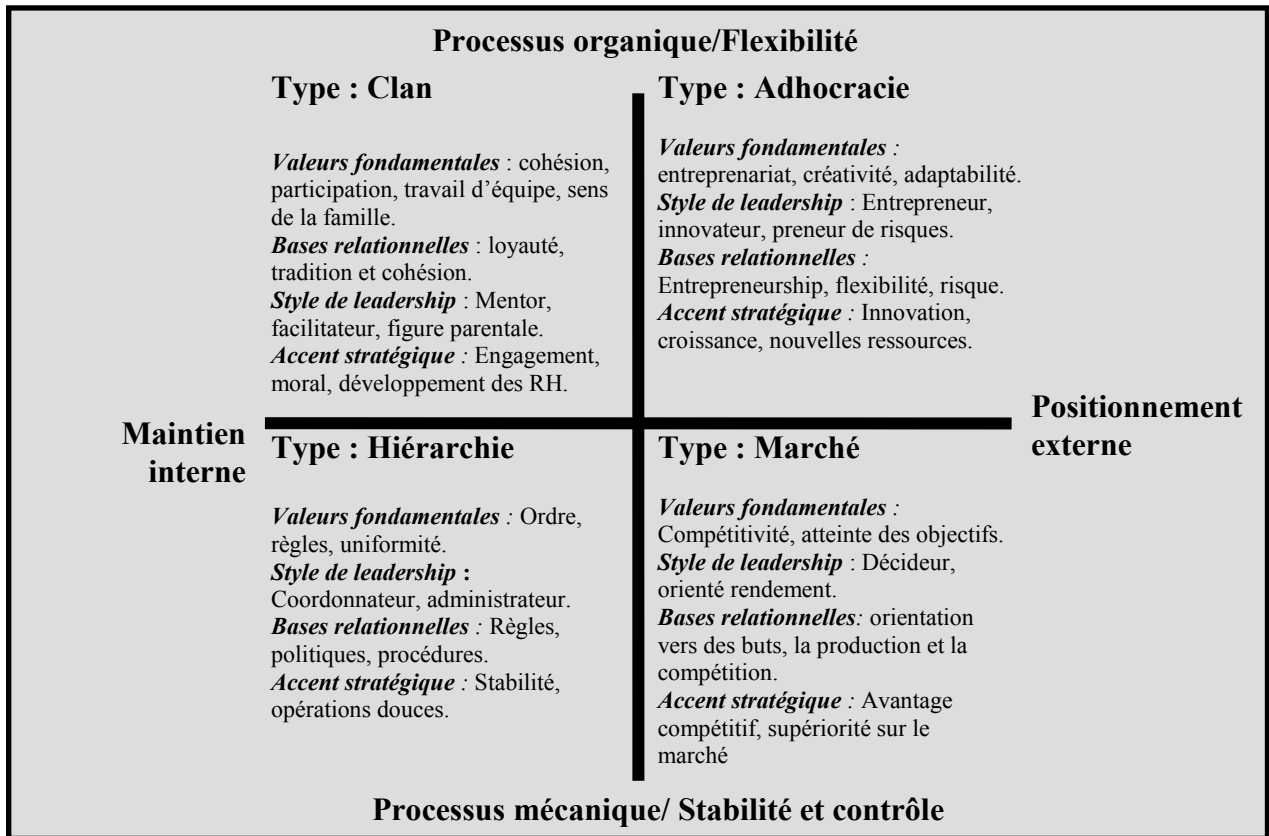 Processus organique/Flexibilité
Type : Clan
Valeurs fondamentales : cohésion,
participation, travail d'équipe, sens
de la famille.
Bases relationnelles : loyauté,
tradition et cohésion.
Style de leadership : Mentor,
facilitateur, figure parentale.
Accent stratégique : Engagement,
moral, développement des RH.
Type : Adhocracie
Valeurs fondamentales :
entreprenariat, créativité, adaptabilité.
Style de leadership : Entrepreneur,
innovateur, preneur de risques.
Bases relationnelles :
Entrepreneurship, flexibilité, risque.
Accent stratégique : Innovation,
croissance, nouvelles ressources.
Maintien
interne
Positionnement
externe
Type : Hiérarchie
Valeurs fondamentales : Ordre,
règles, uniformité.
Style de leadership :
Coordonnateur, administrateur.
Bases relationnelles : Règles,
politiques, procédures.
Accent stratégique : Stabilité,
opérations douces.
Type : Marché
Valeurs fondamentales :
Compétitivité, atteinte des objectifs.
Style de leadership : Décideur,
orienté rendement.
Bases relationnelles: orientation
vers des buts, la production et la
compétition.
Accent stratégique : Avantage
compétitif, supériorité sur le
marché
Processus mécanique/ Stabilité et contrôle